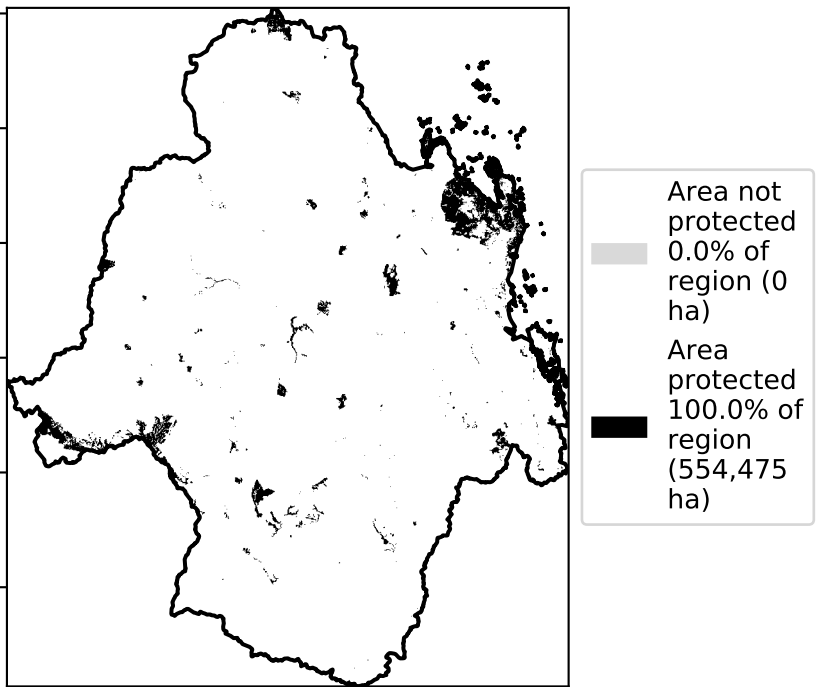 Area not
protected
0.0% of
region (0
ha)
Area
protected
100.0% of
region
(554,475
ha)